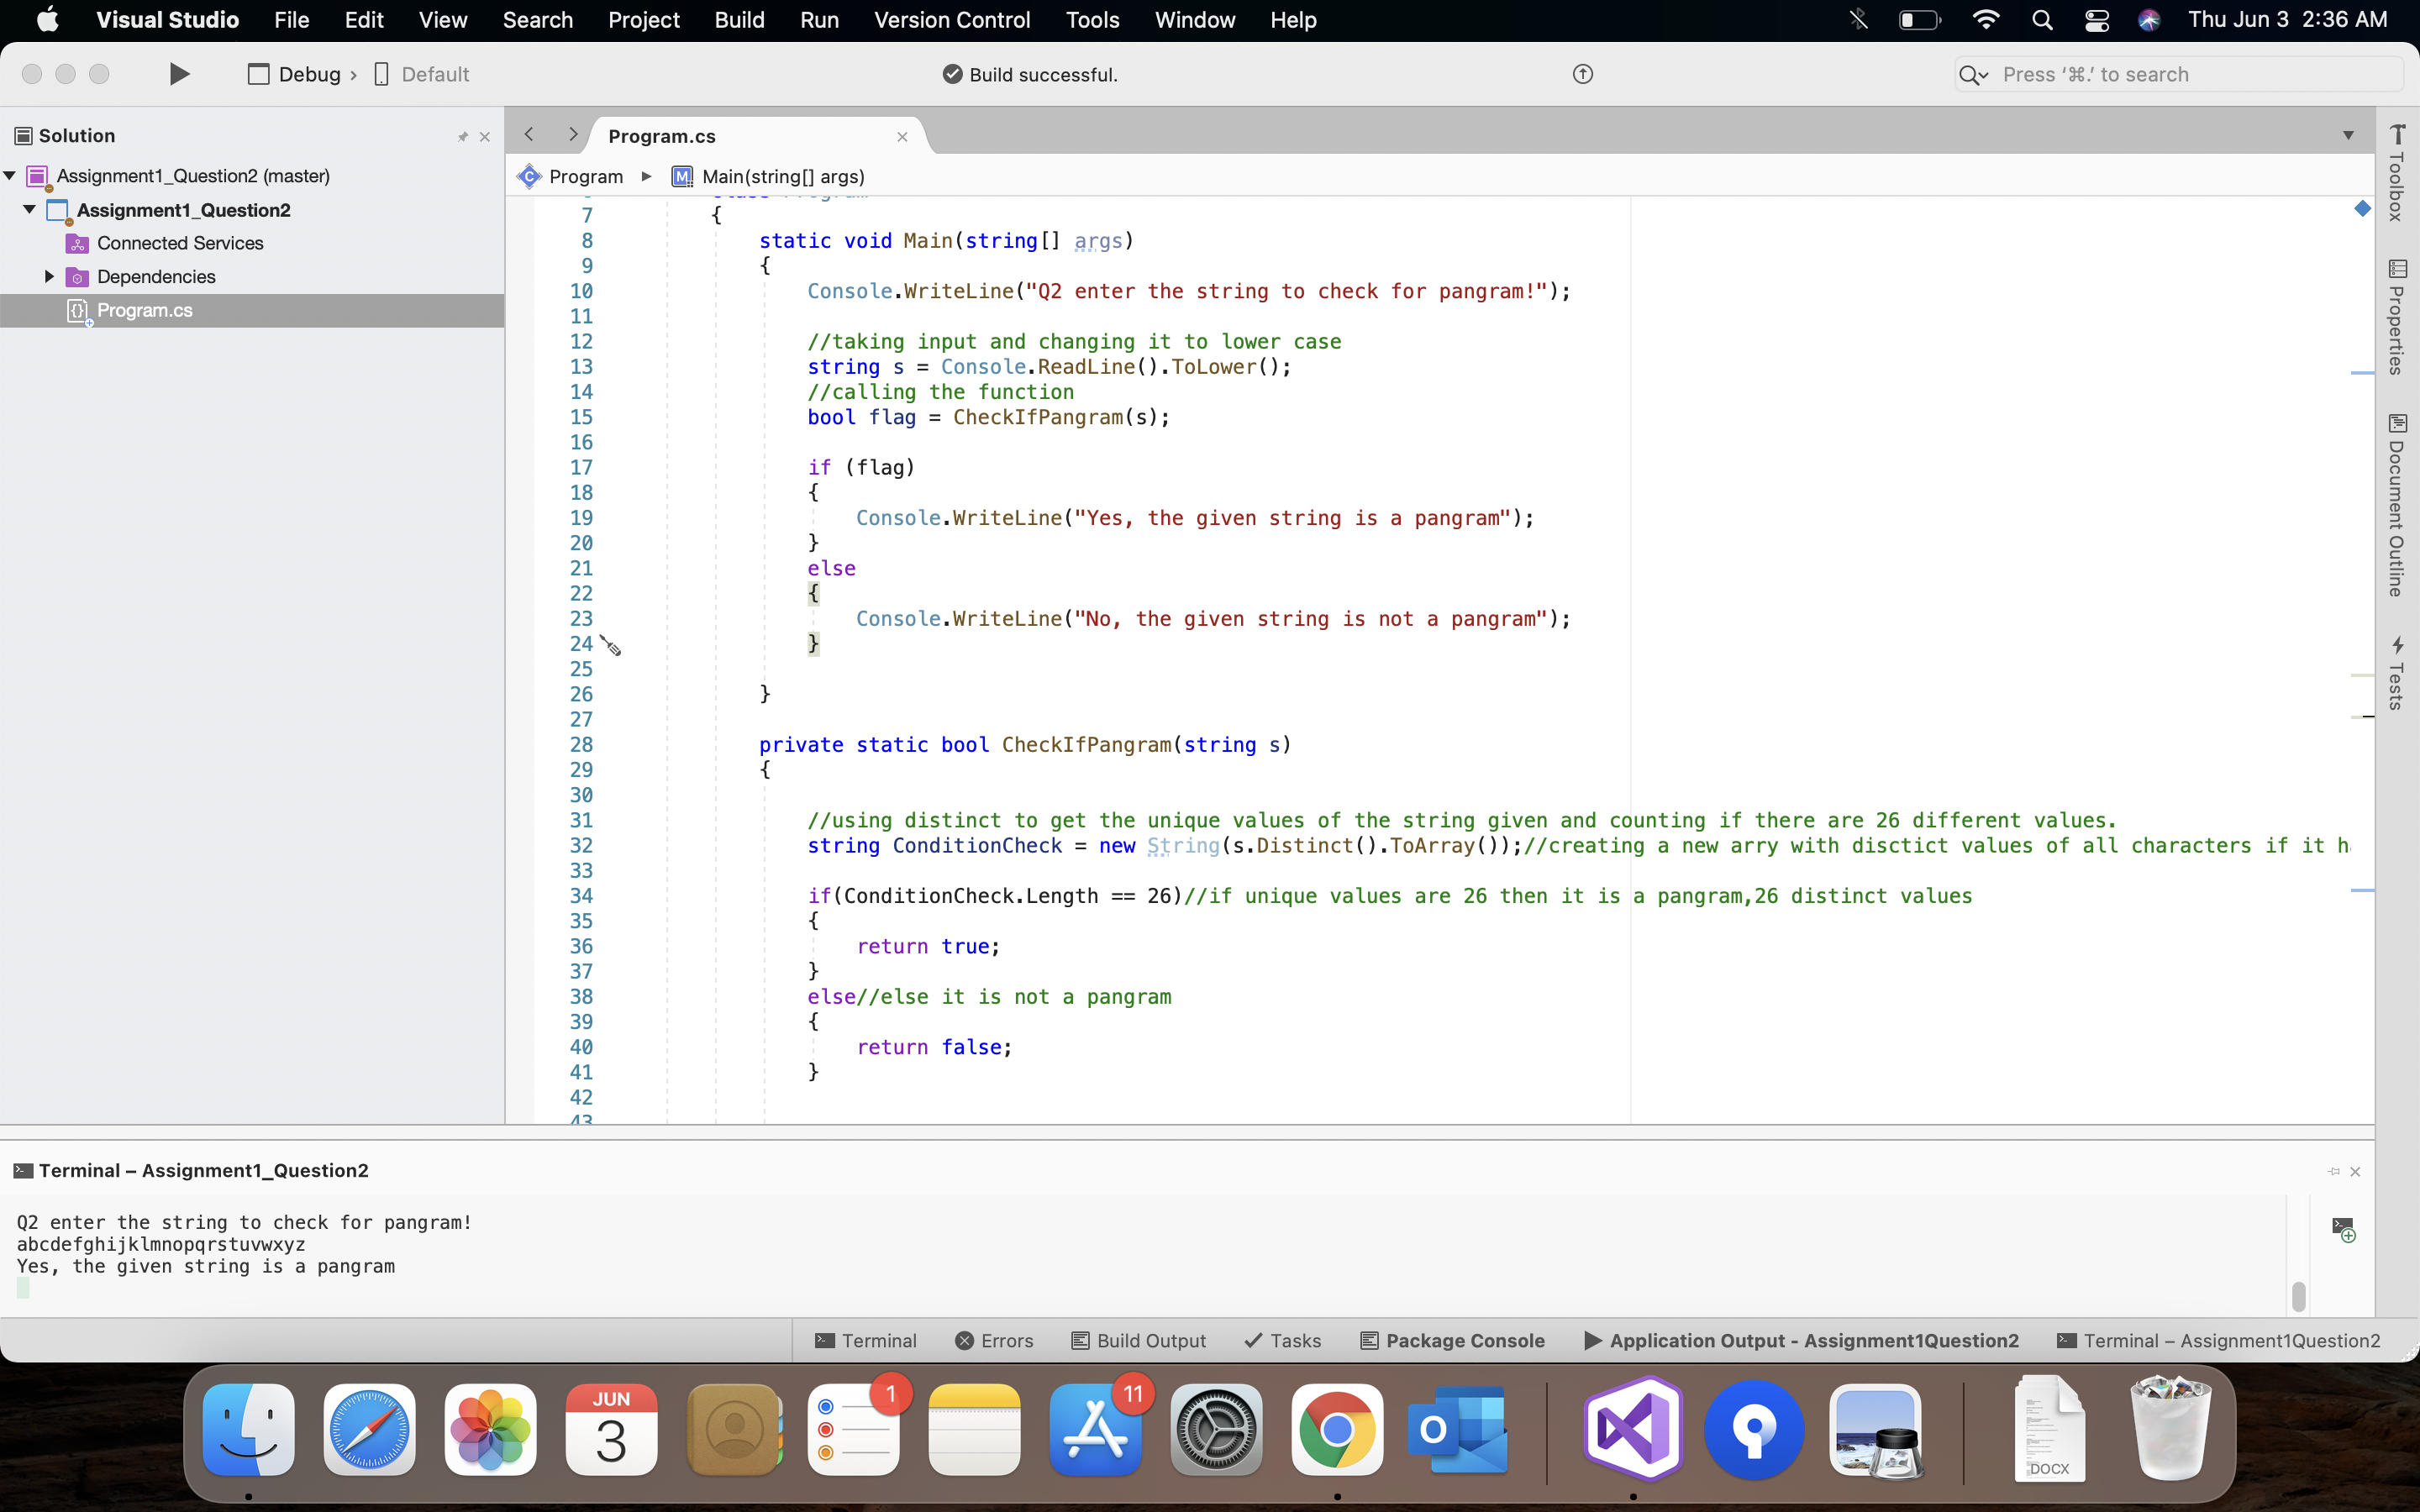 Visual Studio File Edit View Search Project Build Run Version Control Tools Window Help Thu Jun 3 2:36 AM
Debug › Default Build successful. Press ‘⌘.’ to search
Solution
Assignment1_Question2 (master)
Assignment1_Question2
Connected Services
Dependencies
Program.cs
Program.cs
Program Main(string[] args)
7 {
8 static void Main(string[] args)
9 {
10 Console.WriteLine("Q2 enter the string to check for pangram!");
11
12 //taking input and changing it to lower case
13 string s = Console.ReadLine().ToLower();
14 //calling the function
15 bool flag = CheckIfPangram(s);
16
17 if (flag)
18 {
19 Console.WriteLine("Yes, the given string is a pangram");
20 }
21 else
22 {
23 Console.WriteLine("No, the given string is not a pangram");
24 }
25
26 }
27
28 private static bool CheckIfPangram(string s)
29 {
30
31 //using distinct to get the unique values of the string given and counting if there are 26 different values.
32 string ConditionCheck = new String(s.Distinct().ToArray());//creating a new arry with disctict values of all characters if it
33
34 if(ConditionCheck.Length == 26)//if unique values are 26 then it is a pangram,26 distinct values
35 {
36 return true;
37 }
38 else//else it is not a pangram
39 {
40 return false;
41 }
42
43
Toolbox
Properties
Document Outline
Tests
Terminal – Assignment1_Question2
Q2 enter the string to check for pangram!
abcdefghijklmnopqrstuvwxyz
Yes, the given string is a pangram
Terminal Errors Build Output Tasks Package Console Application Output - Assignment1Question2 Terminal – Assignment1Question2
JUN
3
1
11
O
DOCX